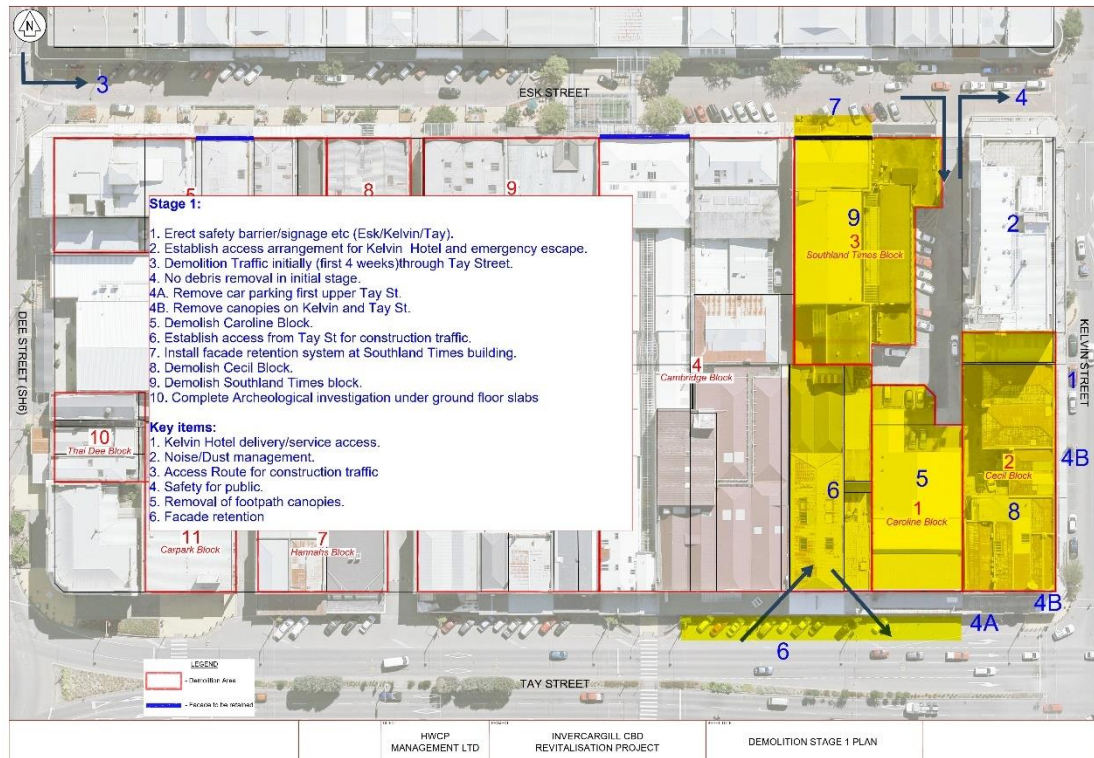 N
3
ESK STREET
7
4
5
8
9
2
9
3
Southland Times Block
Stage 1:
1. Erect safety barrier/signage etc (Esk/Kelvin/Tay).
2. Establish access arrangement for Kelvin Hotel and emergency escape.
3. Demolition Traffic initially (first 4 weeks)through Tay Street.
4. No debris removal in initial stage.
4A. Remove car parking first upper Tay St.
4B. Remove canopies on Kelvin and Tay St.
5. Demolish Caroline Block.
6. Establish access from Tay St for construction traffic.
7. Install facade retention system at Southland Times building.
8. Demolish Cecil Block.
9. Demolish Southland Times block.
10. Complete Archeological investigation under ground floor slabs
Key items:
1. Kelvin Hotel delivery/service access.
2. Noise/Dust management.
3. Access Route for construction traffic
4. Safety for public.
5. Removal of footpath canopies.
6. Facade retention
DEE STREET (SH6)
KELVIN STREET
4
Cambridge Block
1
4B
10
Thai Dee Block
6
5
1
Caroline Block
2
Cecil Block
8
11
Carpark Block
7
Hannahs Block
4B
4A
6
TAY STREET
LEGEND
- Demolition Area
- Facade to be retained
HWCP
MANAGEMENT LTD
INVERCARGILL CBD
REVITALISATION PROJECT
DEMOLITION STAGE 1 PLAN